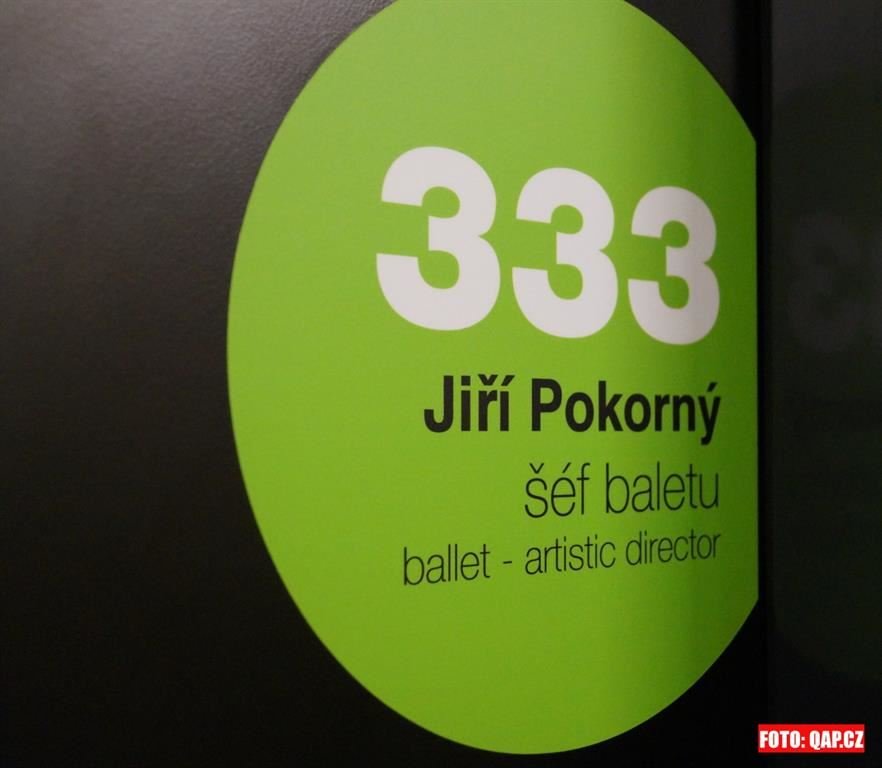 333
Jiří Pokorný
šéf baletu
ballet - artistic director
FOTO: QAP.CZ